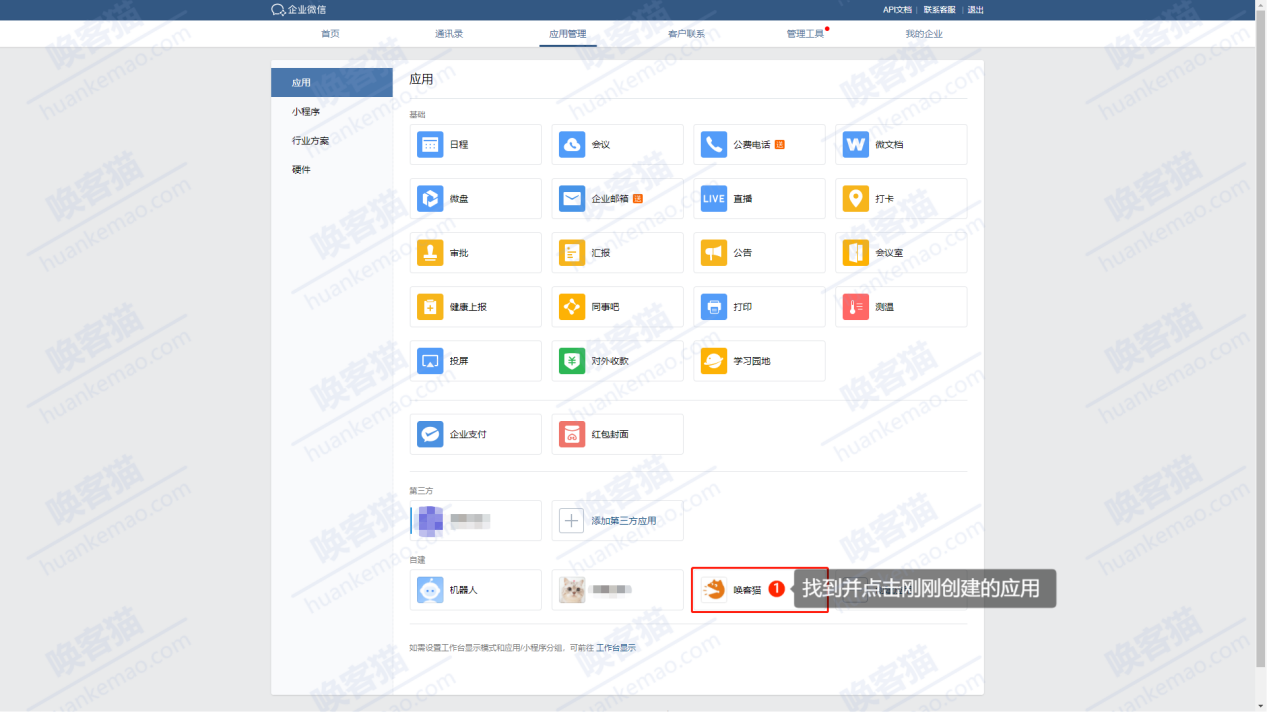 企业微信
API文档 | 联系客服 | 退出
首页
通讯录
应用管理
客户联系
管理工具
我的企业
应用
小程序
行业方案
硬件
应用
基础
日程
会议
公费电话 送
微文档
微盘
企业邮箱 送
LIVE 直播
打卡
审批
汇报
公告
会议室
健康上报
同事吧
打印
测温
投屏
对外收款
学习园地
企业支付
红包封面
第三方
添加第三方应用
自建
机器人
唤客猫
1
找到并点击刚刚创建的应用
如需设置工作台显示模式和应用/小程序分组，可前往 工作台显示
唤客猫
huankemao.com